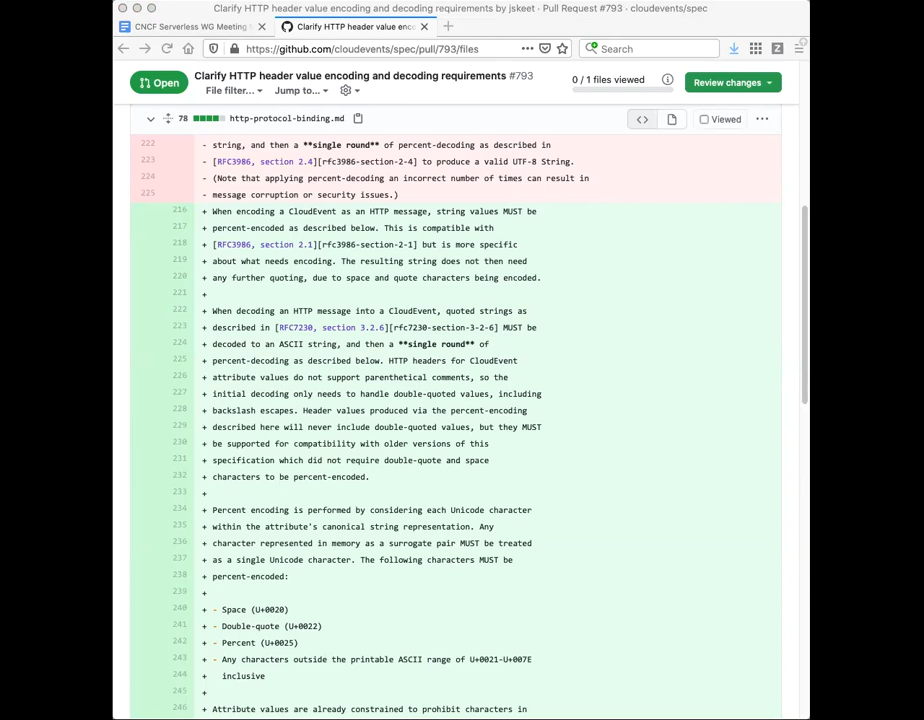 Clarify HTTP header value encoding and decoding requirements by jskeet · Pull Request #793 · cloudevents/spec
CNCF Serverless WG Meeting
Clarify HTTP header value enc
https://github.com/cloudevents/spec/pull/793/files
Search
Open
Clarify HTTP header value encoding and decoding requirements #793
File filter...
Jump to...
0 / 1 files viewed
Review changes
78
http-protocol-binding.md
Viewed
222 - string, and then a **single round** of percent-decoding as described in
223 - [RFC3986, section 2.4][rfc3986-section-2-4] to produce a valid UTF-8 String.
224 - (Note that applying percent-decoding an incorrect number of times can result in
225 - message corruption or security issues.)
216 + When encoding a CloudEvent as an HTTP message, string values MUST be
217 + percent-encoded as described below. This is compatible with
218 + [RFC3986, section 2.1][rfc3986-section-2-1] but is more specific
219 + about what needs encoding. The resulting string does not then need
220 + any further quoting, due to space and quote characters being encoded.
221 +
222 + When decoding an HTTP message into a CloudEvent, quoted strings as
223 + described in [RFC7230, section 3.2.6][rfc7230-section-3-2-6] MUST be
224 + decoded to an ASCII string, and then a **single round** of
225 + percent-decoding as described below. HTTP headers for CloudEvent
226 + attribute values do not support parenthetical comments, so the
227 + initial decoding only needs to handle double-quoted values, including
228 + backslash escapes. Header values produced via the percent-encoding
229 + described here will never include double-quoted values, but they MUST
230 + be supported for compatibility with older versions of this
231 + specification which did not require double-quote and space
232 + characters to be percent-encoded.
233 +
234 + Percent encoding is performed by considering each Unicode character
235 + within the attribute's canonical string representation. Any
236 + character represented in memory as a surrogate pair MUST be treated
237 + as a single Unicode character. The following characters MUST be
238 + percent-encoded:
239 +
240 + - Space (U+0020)
241 + - Double-quote (U+0022)
242 + - Percent (U+0025)
243 + - Any characters outside the printable ASCII range of U+0021-U+007E
244 + inclusive
245 +
246 + Attribute values are already constrained to prohibit characters in